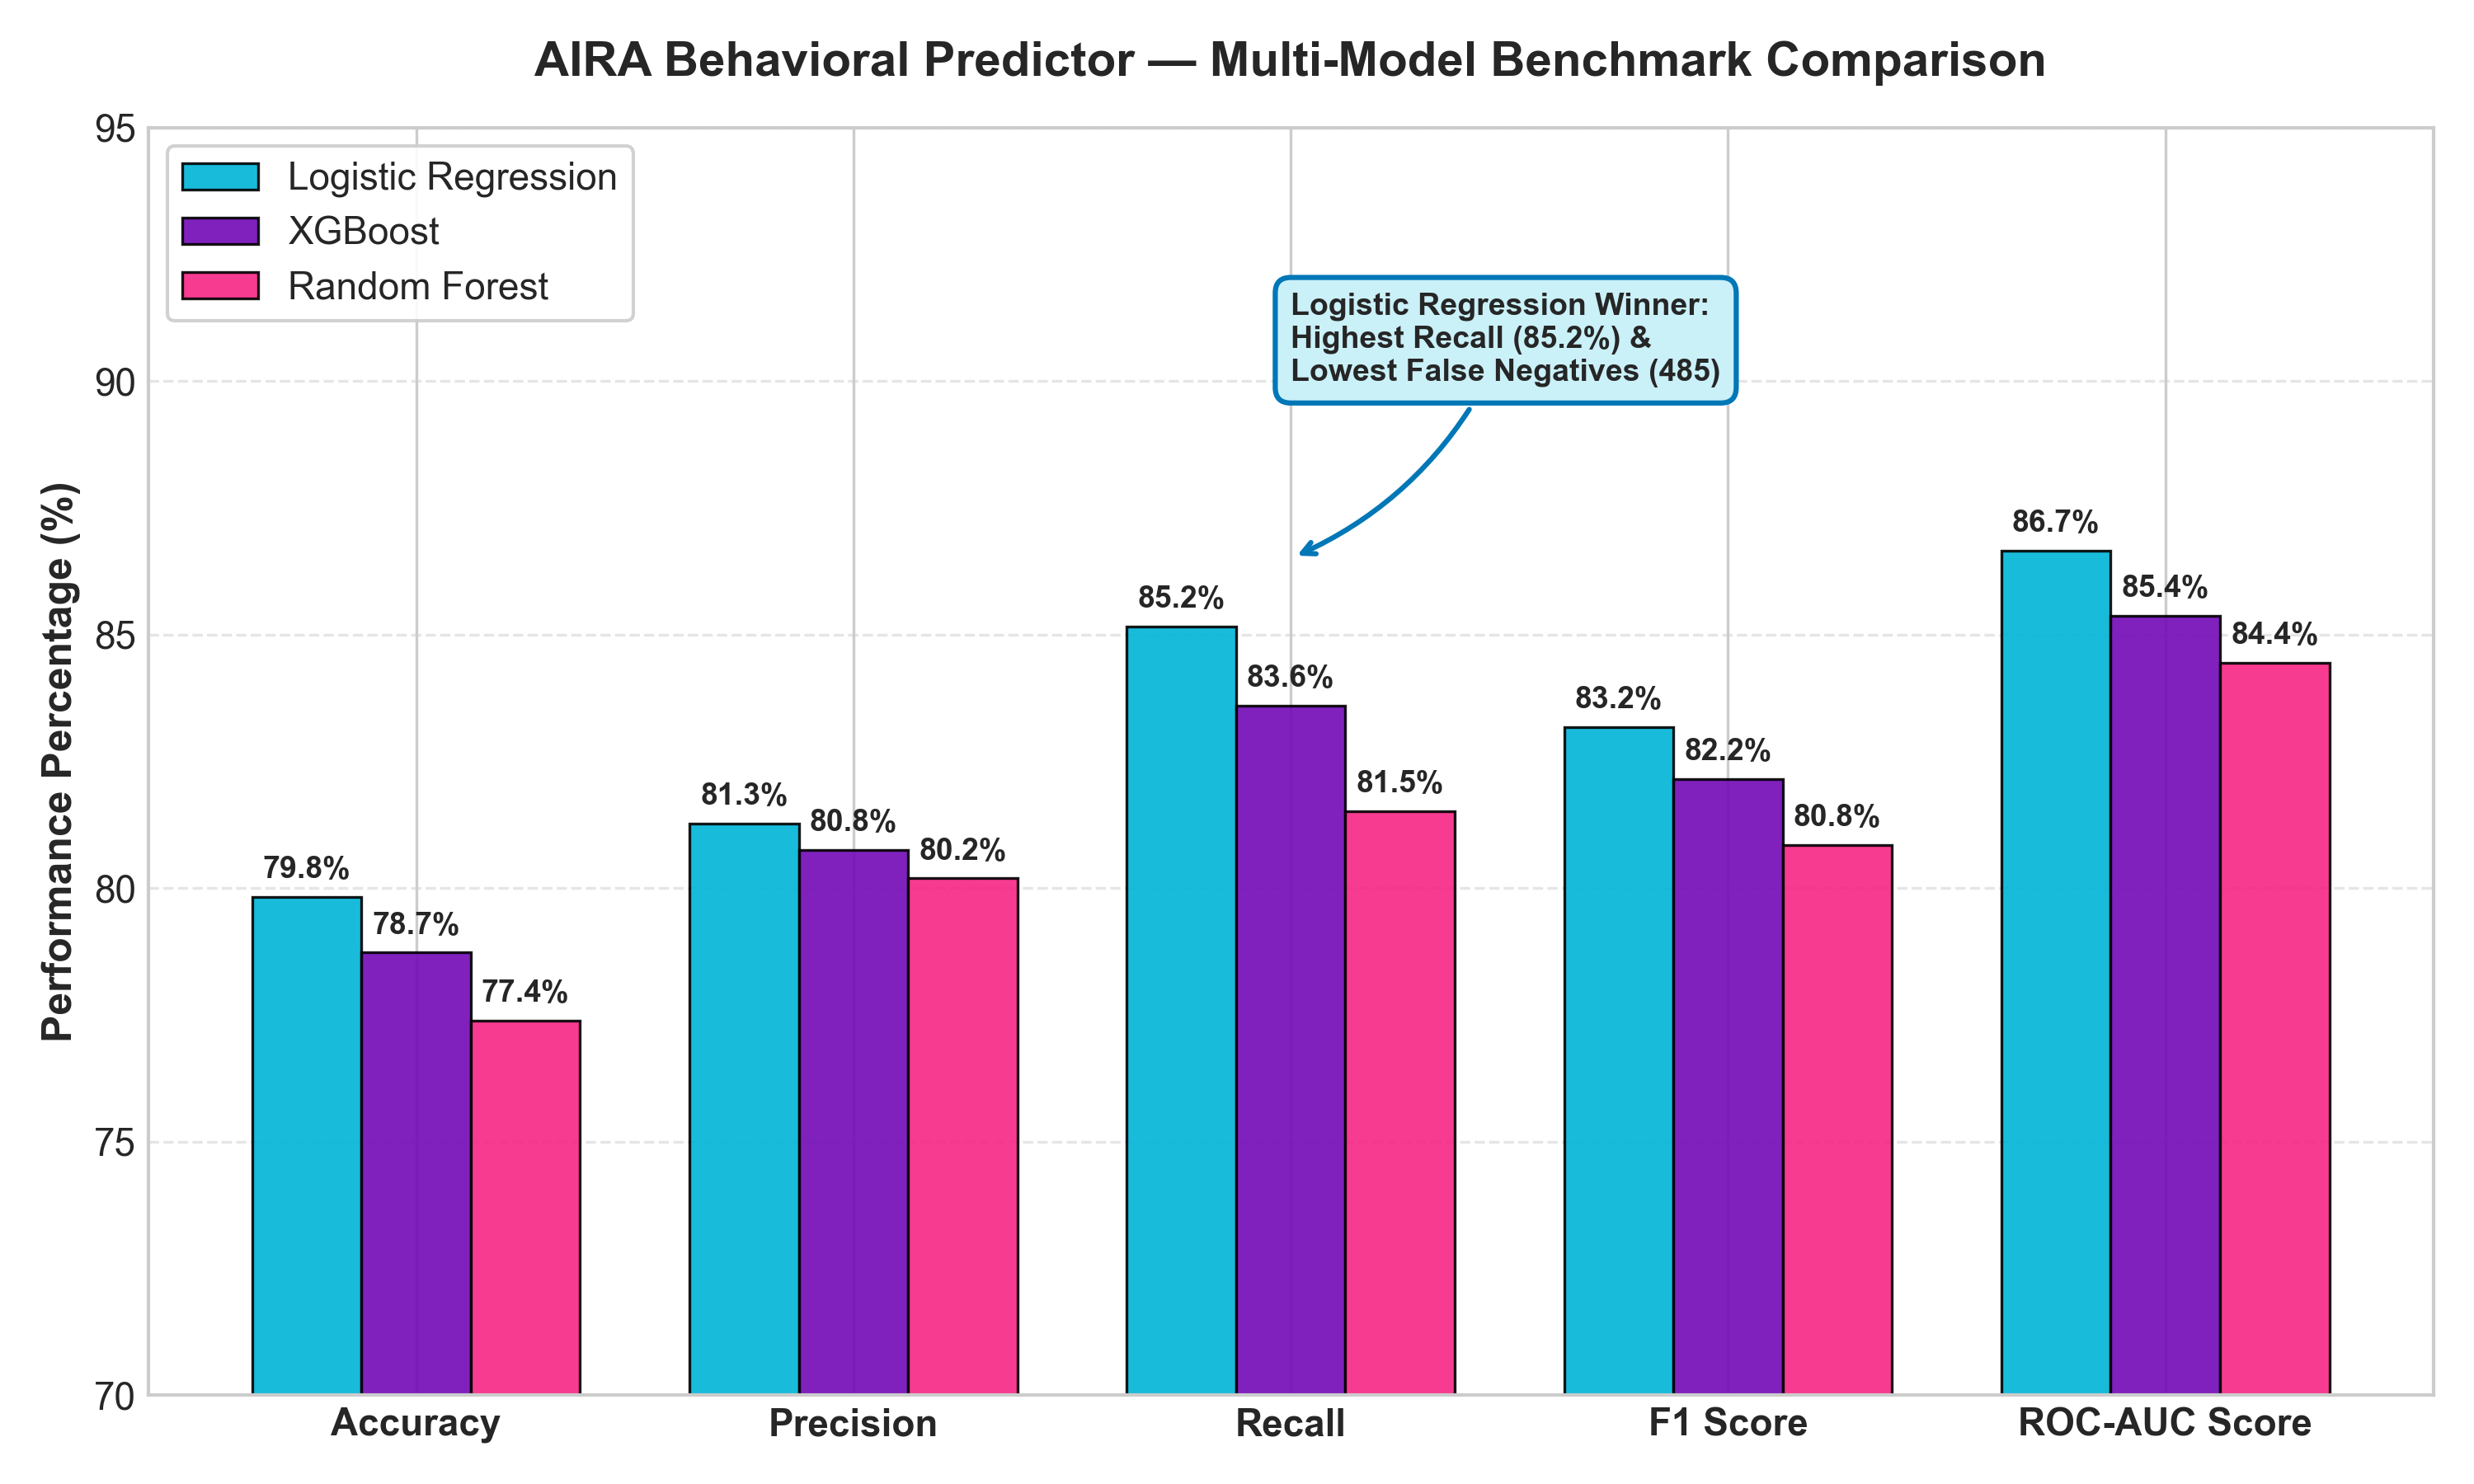 AIRA Behavioral Predictor — Multi-Model Benchmark Comparison
Logistic Regression
XGBoost
Random Forest
Logistic Regression Winner:
Highest Recall (85.2%) &
Lowest False Negatives (485)
Performance Percentage (%)
95
90
85
80
75
70
79.8%
78.7%
77.4%
81.3%
80.8%
80.2%
85.2%
83.6%
81.5%
83.2%
82.2%
80.8%
86.7%
85.4%
84.4%
Accuracy
Precision
Recall
F1 Score
ROC-AUC Score